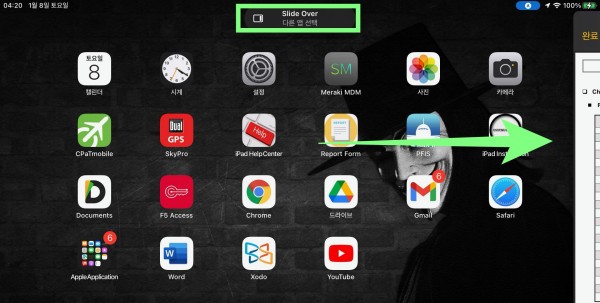 04:20 1월 8일 토요일
100%
Slide Over
다른 앱 선택
완료
토요일
8
캘린더
시계
설정
SM
Meraki MDM
사진
카메라
CPaTmobile
Dual
GPS
SkyPro
Help
iPad HelpCenter
Report Form
PFIS
Documents
F5 Access
Chrome
드라이브
6
Gmail
Safari
6
AppleApplication
Word
Xodo
YouTube